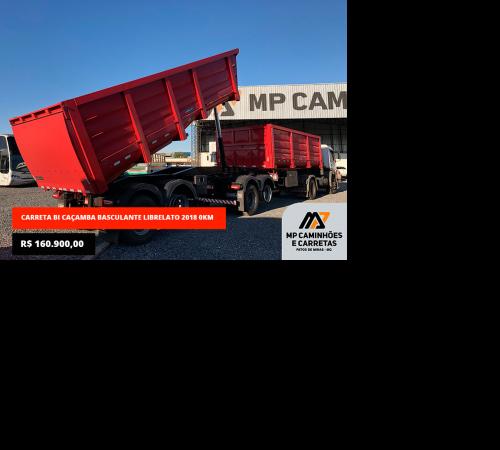 MP CAM
CARRETA BI CAÇAMBA BASCULANTE LIBRELATO 2018 0KM
R$ 160.900,00
MP CAMINHÕES
E CARRETAS
PATOS DE MINAS - MG